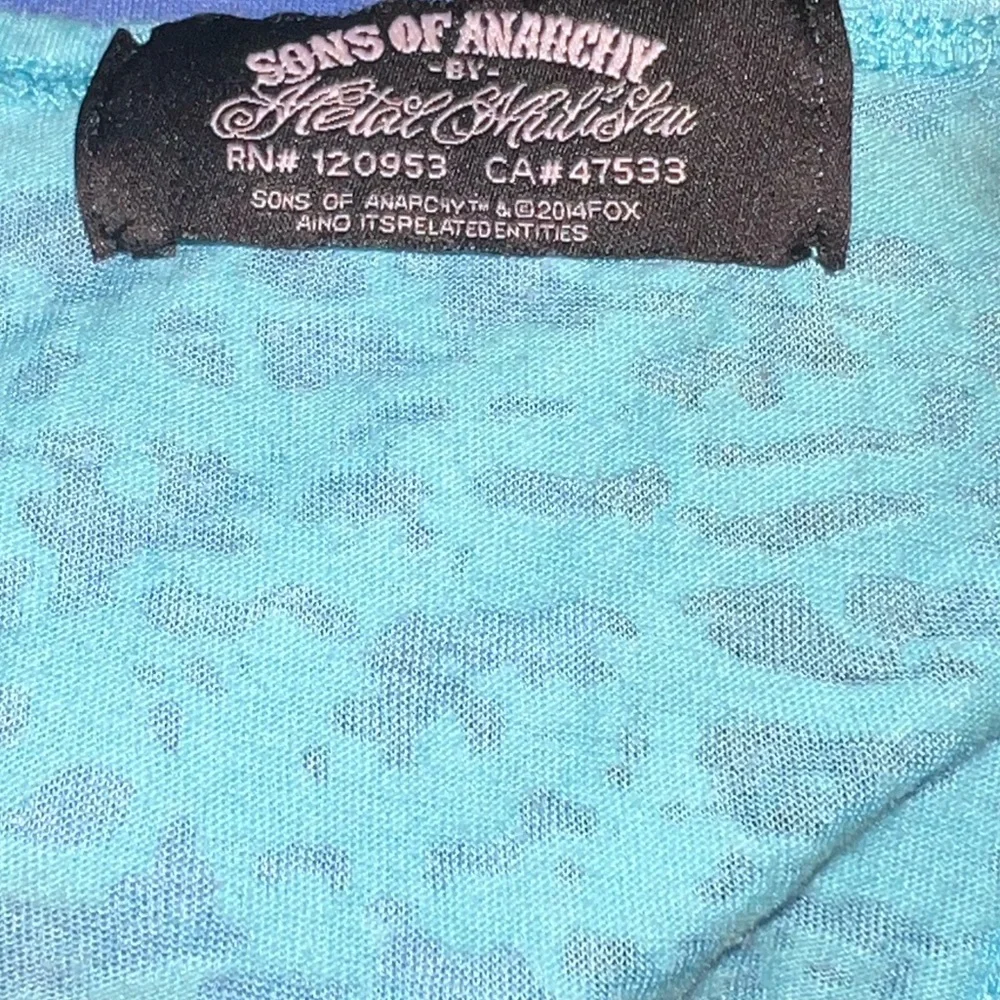 SONS OF ANARCHY
-BY-
Metal Mulisha
RN# 120953 CA# 47533
SONS OF ANARCHY™ & ©2014 FOX
AND ITS RELATED ENTITIES